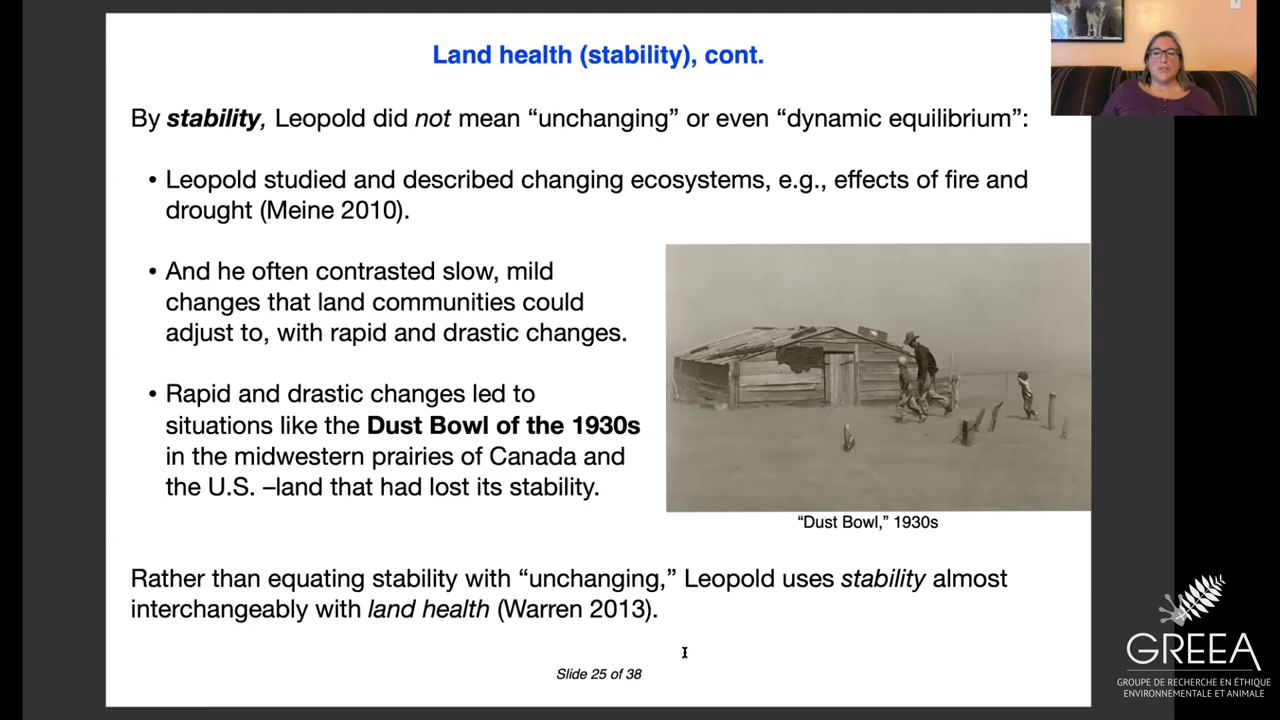 Land health (stability), cont.
By stability, Leopold did not mean “unchanging” or even “dynamic equilibrium”:
• Leopold studied and described changing ecosystems, e.g., effects of fire and
drought (Meine 2010).
• And he often contrasted slow, mild
changes that land communities could
adjust to, with rapid and drastic changes.
• Rapid and drastic changes led to
situations like the Dust Bowl of the 1930s
in the midwestern prairies of Canada and
the U.S. –land that had lost its stability.
“Dust Bowl,” 1930s
Rather than equating stability with “unchanging,” Leopold uses stability almost
interchangeably with land health (Warren 2013).
Slide 25 of 38
GREEA
GROUPE DE RECHERCHE EN ÉTHIQUE
ENVIRONNEMENTALE ET ANIMALE